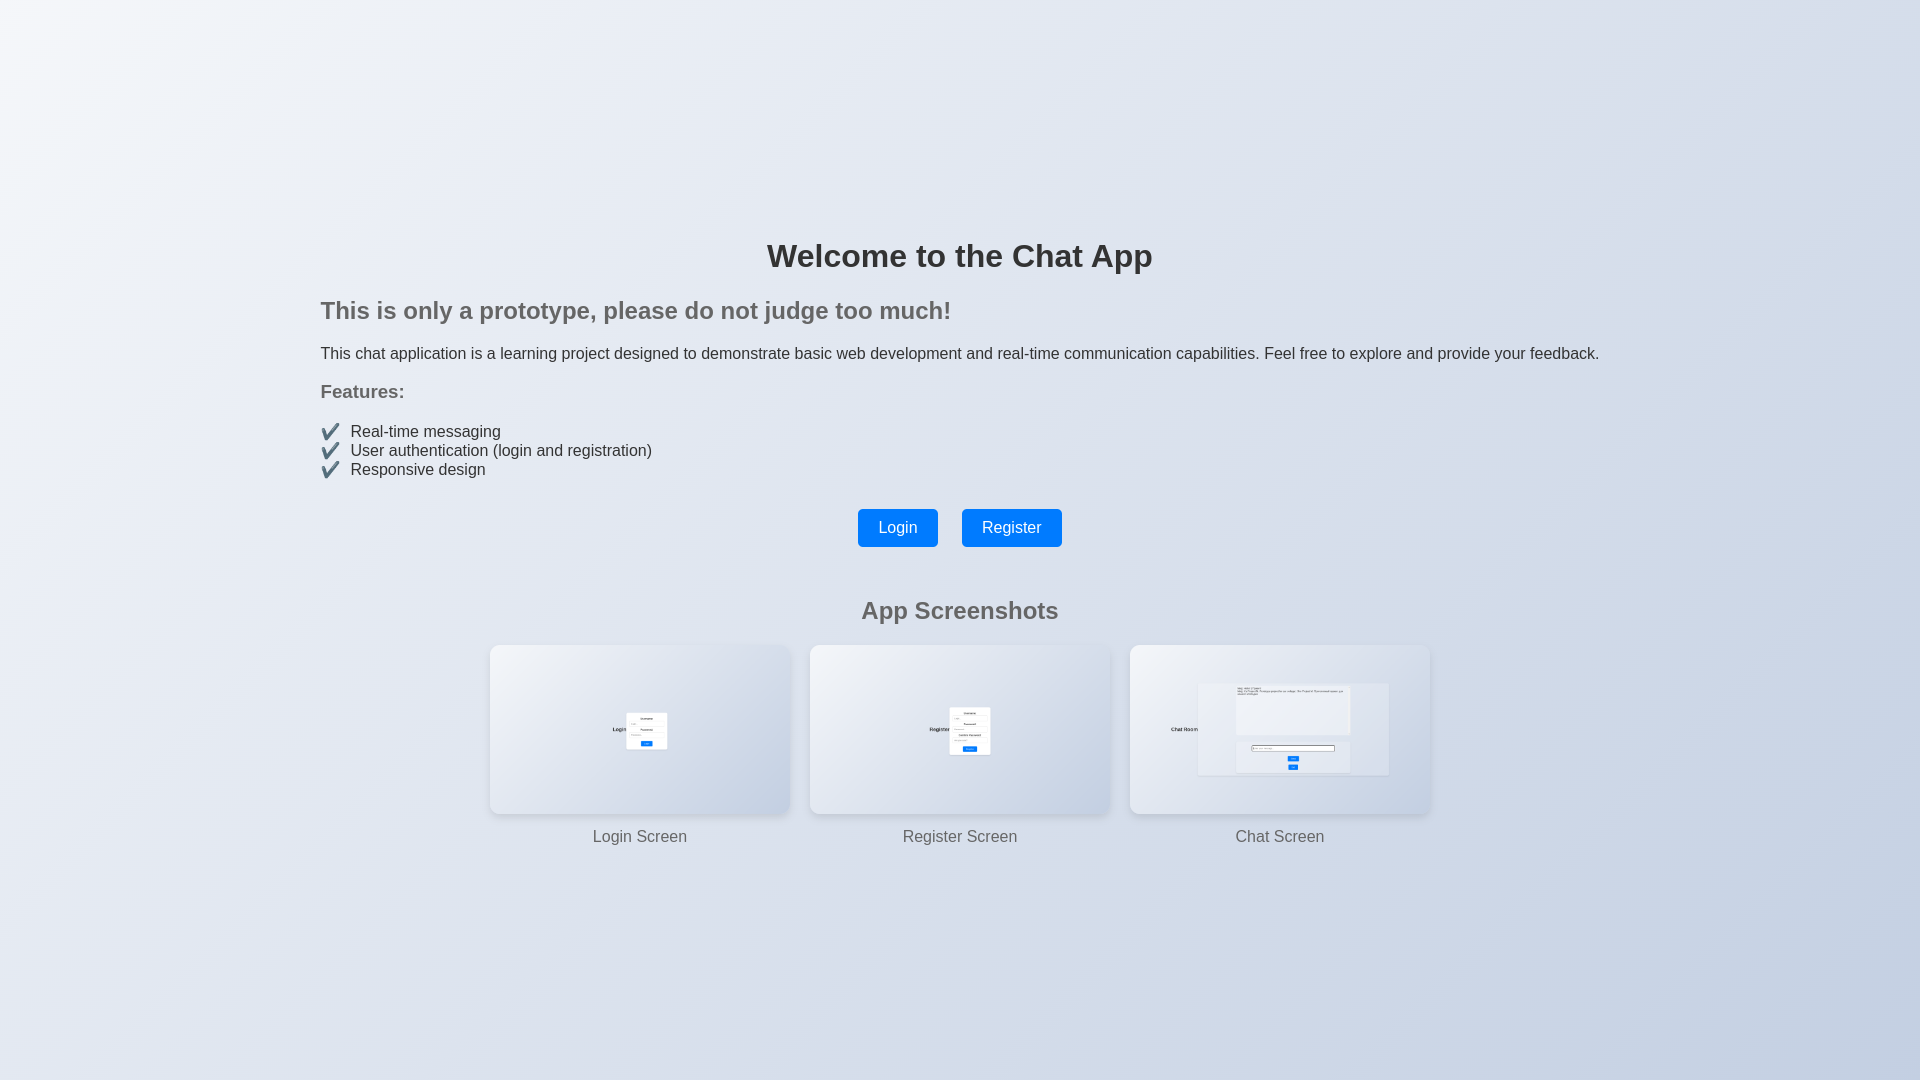 Welcome to the Chat App
This is only a prototype, please do not judge too much!
This chat application is a learning project designed to demonstrate basic web development and real-time communication capabilities. Feel free to explore and provide your feedback.
Features:
✔ Real-time messaging
✔ User authentication (login and registration)
✔ Responsive design
Login Register
App Screenshots
Login
Register
Chat Room
Login Screen
Register Screen
Chat Screen